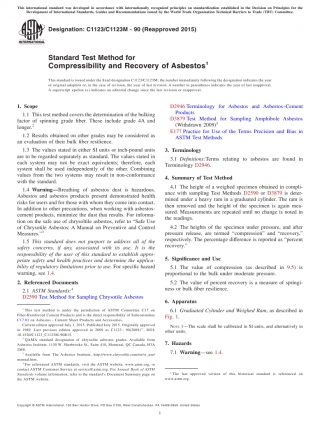 This international standard was developed in accordance with internationally recognized principles on standardization established in the Decision on Principles for the
Development of International Standards, Guides and Recommendations issued by the World Trade Organization Technical Barriers to Trade (TBT) Committee.
Designation: C1123/C1123M – 90 (Reapproved 2015)
Standard Test Method for
Compressibility and Recovery of Asbestos1
This standard is issued under the fixed designation C1123/C1123M; the number immediately following the designation indicates the year
of original adoption or, in the case of revision, the year of last revision. A number in parentheses indicates the year of last reapproval.
A superscript epsilon (ε) indicates an editorial change since the last revision or reapproval.
1. Scope
1.1 This test method covers the determination of the bulking
factor of spinning grade fiber. These include grade 4A and
longer.2
1.2 Results obtained on other grades may be considered as
an evaluation of their bulk fiber resilience.
1.3 The values stated in either SI units or inch-pound units
are to be regarded separately as standard. The values stated in
each system may not be exact equivalents; therefore, each
system shall be used independently of the other. Combining
values from the two systems may result in non-conformance
with the standard.
1.4 Warning—Breathing of asbestos dust is hazardous.
Asbestos and asbestos products present demonstrated health
risks for users and for those with whom they come into contact.
In addition to other precautions, when working with asbestos-
cement products, minimize the dust that results. For informa-
tion on the safe use of chrysotile asbestos, refer to "Safe Use
of Chrysotile Asbestos: A Manual on Preventive and Control
Measures."3
1.5 This standard does not purport to address all of the
safety concerns, if any, associated with its use. It is the
responsibility of the user of this standard to establish appro-
priate safety and health practices and determine the applica-
bility of regulatory limitations prior to use. For specific hazard
warning, see 1.4.
2. Referenced Documents
2.1 ASTM Standards:4
D2590 Test Method for Sampling Chrysotile Asbestos
1 This test method is under the jurisdiction of ASTM Committee C17 on
Fiber-Reinforced Cement Products and is the direct responsibility of Subcommittee
C17.03 on Asbestos - Cement Sheet Products and Accessories.
Current edition approved July 1, 2015. Published July 2015. Originally approved
in 1988. Last previous edition approved in 2010 as C1123
2 QAMA standard designation of chrysotile asbestos grades. Available from
Asbestos Institute, 1130 W. Sherbrooke St., Suite 410, Montreal, QC Canada H3A
3 Available from The Asbestos Institute, http://www.chrysotile.com/en/sr_use/
manual.htm.
4 For referenced ASTM standards, visit the ASTM website, www.astm.org, or
contact ASTM Customer Service at service@astm.org. For Annual Book of ASTM
Standards volume information, refer to the standard's Document Summary page on
the ASTM website.
D2946 Terminology for Asbestos and Asbestos-Cement
Products
D3879 Test Method for Sampling Amphibole Asbestos
(Withdrawn 2009)5
E177 Practice for Use of the Terms Precision and Bias in
ASTM Test Methods
3. Terminology
3.1 Definitions:Terms relating to asbestos are found in
Terminology D2946.
4. Summary of Test Method
4.1 The height of a weighed specimen obtained in compli-
ance with sampling Test Methods D2590 or D3879 is deter-
mined under a heavy ram in a graduated cylinder. The ram is
then removed and the height of the specimen is again mea-
sured. Measurements are repeated until no change is noted in
the readings.
4.2 The heights of the specimen under pressure, and after
pressure release, are termed "compression" and "recovery,"
respectively. The percentage difference is reported as "percent
recovery."
5. Significance and Use
5.1 The value of compression (as described in 9.5) is
proportional to the bulk under moderate pressure.
5.2 The value of percent recovery is a measure of springi-
ness or bulk fiber resilience.
6. Apparatus
6.1 Graduated Cylinder and Weighted Ram, as described in
Fig. 1.
NOTE 1—The scale shall be calibrated in SI units, and alternatively in
other units.
7. Hazards
7.1 Warning—see 1.4.
5 The last approved version of this historical standard is referenced on
www.astm.org.
Copyright © ASTM International, 100 Barr Harbor Drive, PO Box C700, West Conshohocken, PA 19428-2959. United States
1